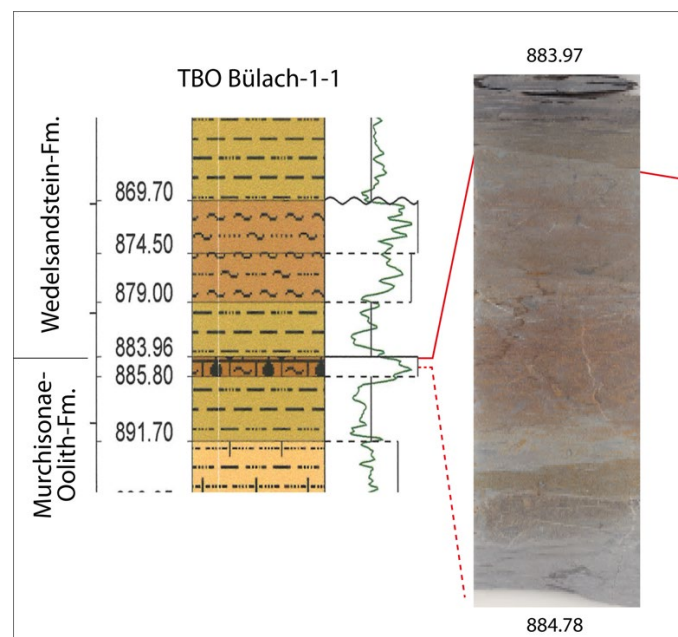 883.97
TBO Bülach-1-1
Wedelsandstein-Fm.
869.70
874.50
879.00
883.96
885.80
Murchisonae-
Oolith-Fm.
891.70
884.78